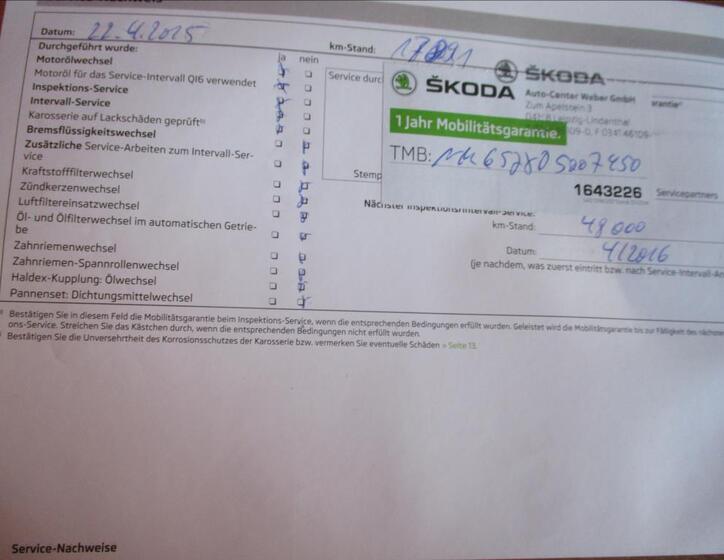 Datum: 22.4.2015
Durchgeführt wurde: ja nein km-Stand:
Motorölwechsel
Motoröl für das Service-Intervall QI6 verwendet
Inspektions-Service
Intervall-Service
Karosserie auf Lackschäden geprüft
Bremsflüssigkeitswechsel
Zusätzliche Service-Arbeiten zum Intervall-Ser-
vice
Kraftstofffilterwechsel
Zündkerzenwechsel
Luftfiltereinsatzwechsel
Öl- und Ölfilterwechsel im automatischen Getrie-
be
Zahnriemenwechsel
Zahnriemen-Spannrollenwechsel
Haldex-Kupplung: Ölwechsel
Pannenset: Dichtungsmittelwechsel
Service durc
Stemp
ŠKODA
ŠKODA
Auto-Center Weber GmbH
Zum Apelstein 3
1 Jahr Mobilitätsgarantie.
TMB:
1643226
Servicepartners
km-Stand: 48000
Datum: 4/2016
(je nachdem, was zuerst eintritt bzw. nach Service-Intervall-An
Bestätigen Sie in diesem Feld die Mobilitätsgarantie beim Inspektions-Service, wenn die entsprechenden Bedingungen erfüllt wurden. Geleistet wird die Mobilitätsgarantie bis zur Fälligkeit des nächsten
ons-Service. Streichen Sie das Kästchen durch, wenn die entsprechenden Bedingungen nicht erfüllt wurden.
Bestätigen Sie die Unversehrtheit des Korrosionsschutzes der Karosserie bzw. vermerken Sie eventuelle Schäden » Seite 13.
Service-Nachweise